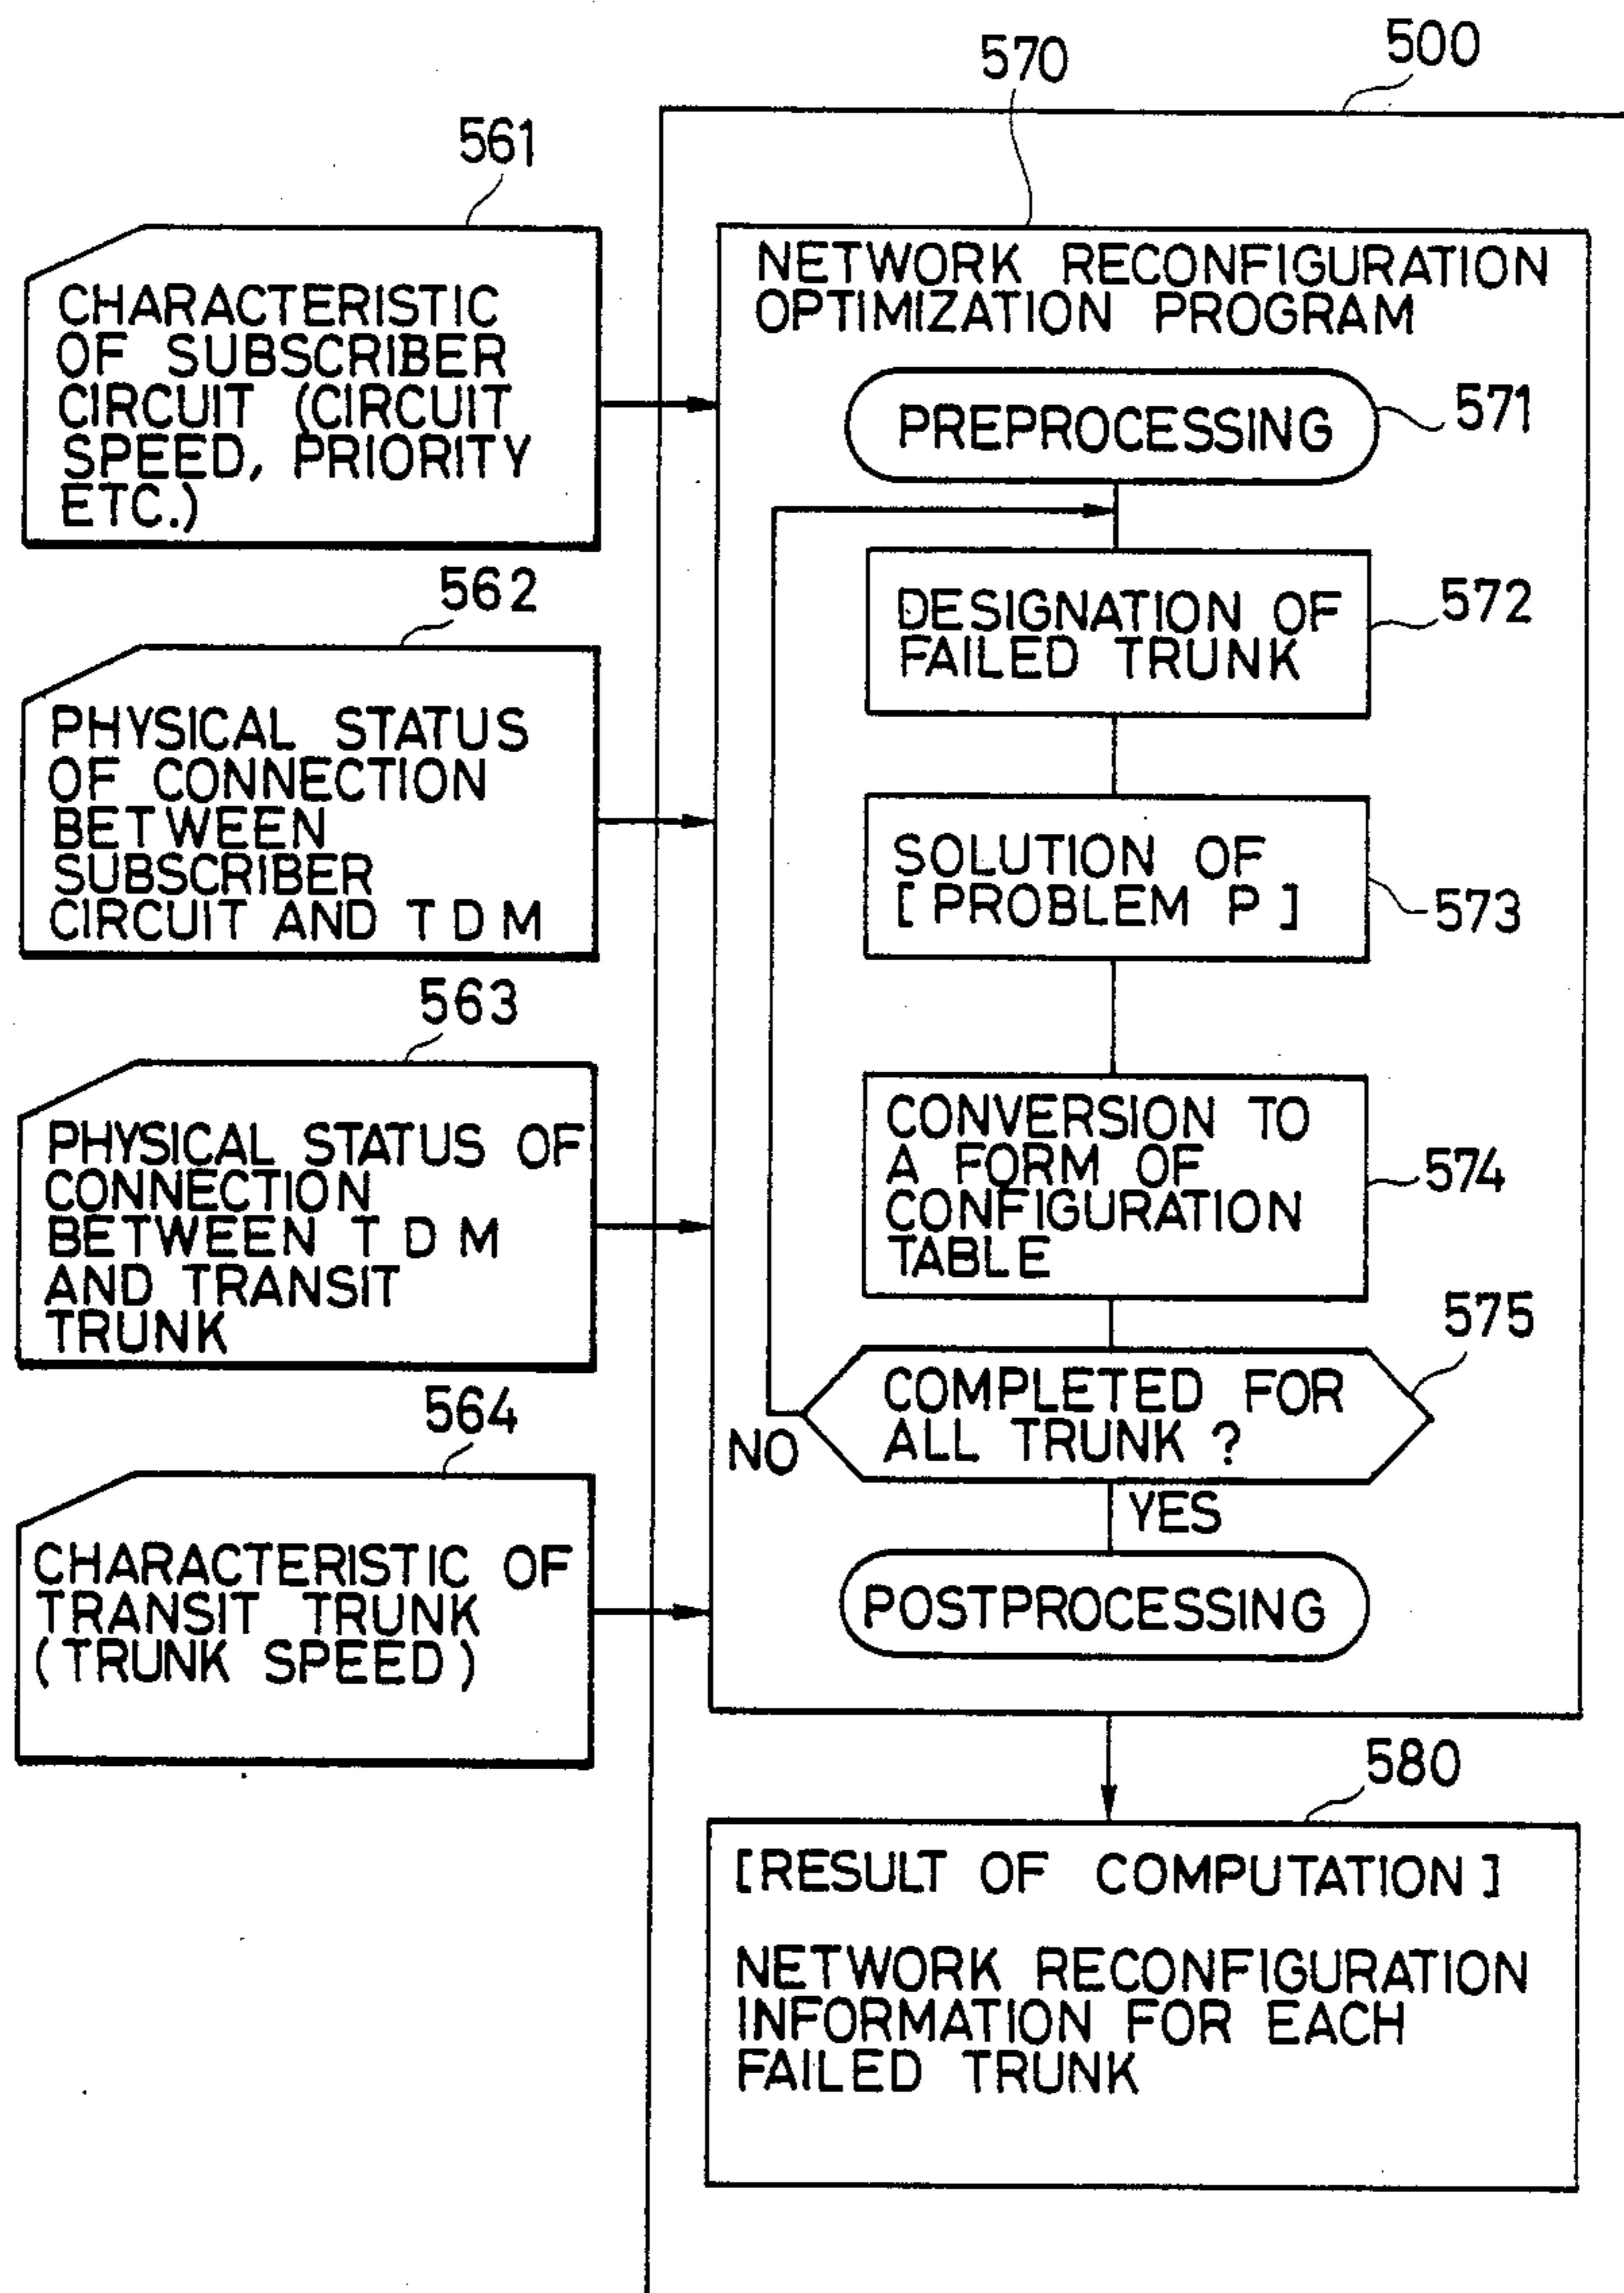 500
570
561
CHARACTERISTIC
OF SUBSCRIBER
CIRCUIT (CIRCUIT
SPEED, PRIORITY
ETC.)
562
PHYSICAL STATUS
OF CONNECTION
BETWEEN
SUBSCRIBER
CIRCUIT AND TDM
563
PHYSICAL STATUS OF
CONNECTION
BETWEEN TDM
AND TRANSIT
TRUNK
564
CHARACTERISTIC OF
TRANSIT TRUNK
(TRUNK SPEED)
NETWORK RECONFIGURATION
OPTIMIZATION PROGRAM
PREPROCESSING
571
DESIGNATION OF
FAILED TRUNK
572
SOLUTION OF
[PROBLEM P]
573
CONVERSION TO
A FORM OF
CONFIGURATION
TABLE
574
575
COMPLETED FOR
ALL TRUNK ?
NO
YES
POSTPROCESSING
580
[RESULT OF COMPUTATION]
NETWORK RECONFIGURATION
INFORMATION FOR EACH
FAILED TRUNK